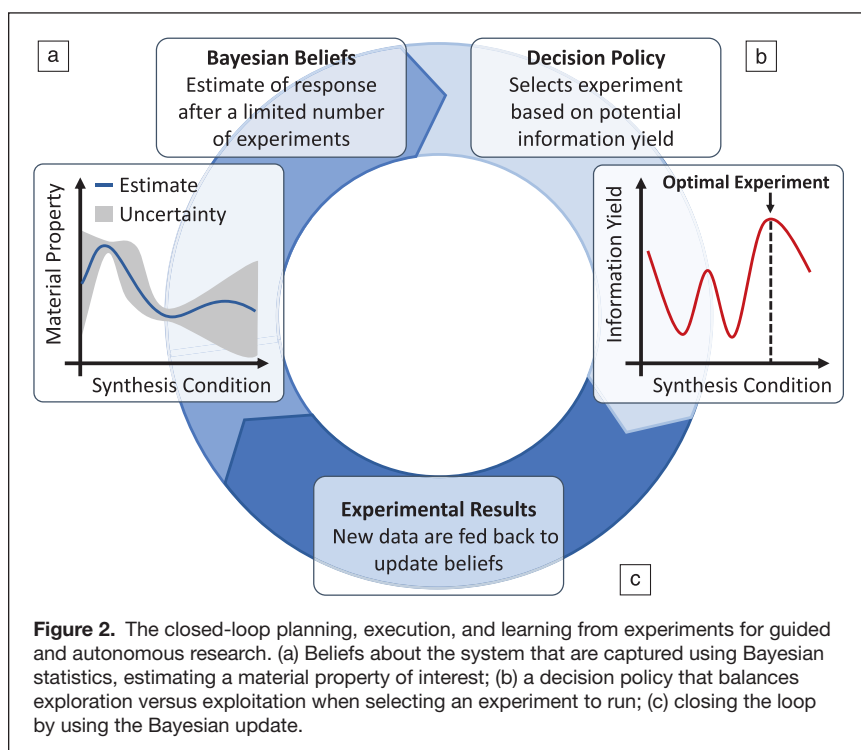 a
Bayesian Beliefs
Estimate of response
after a limited number
of experiments
Decision Policy
Selects experiment
based on potential
information yield
b
Material Property
Estimate
Uncertainty
Synthesis Condition
Information Yield
Optimal Experiment
Synthesis Condition
Experimental Results
New data are fed back to
update beliefs
c
Figure 2. The closed-loop planning, execution, and learning from experiments for guided
and autonomous research. (a) Beliefs about the system that are captured using Bayesian
statistics, estimating a material property of interest; (b) a decision policy that balances
exploration versus exploitation when selecting an experiment to run; (c) closing the loop
by using the Bayesian update.